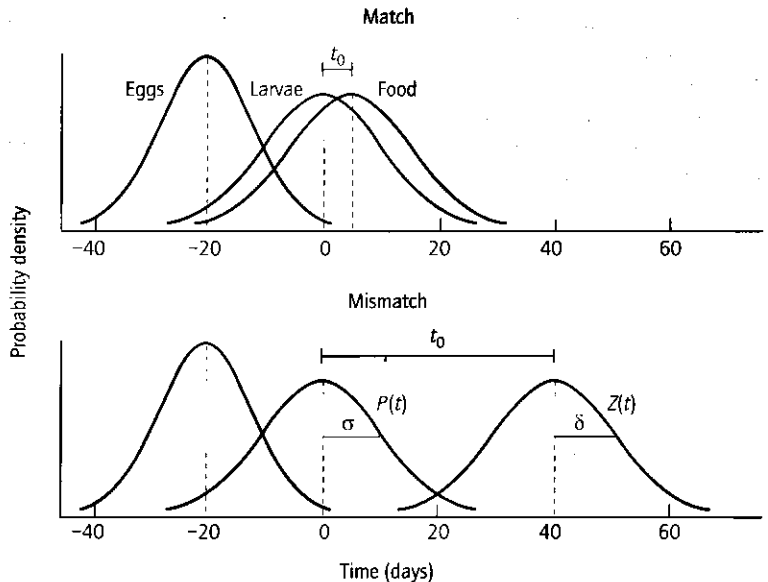 Match
t0
Eggs Larvae Food
−40 −20 0 20 40 60
Probability density
Mismatch
t0
P(t) Z(t)
σ δ
−40 −20 0 20 40 60
Time (days)